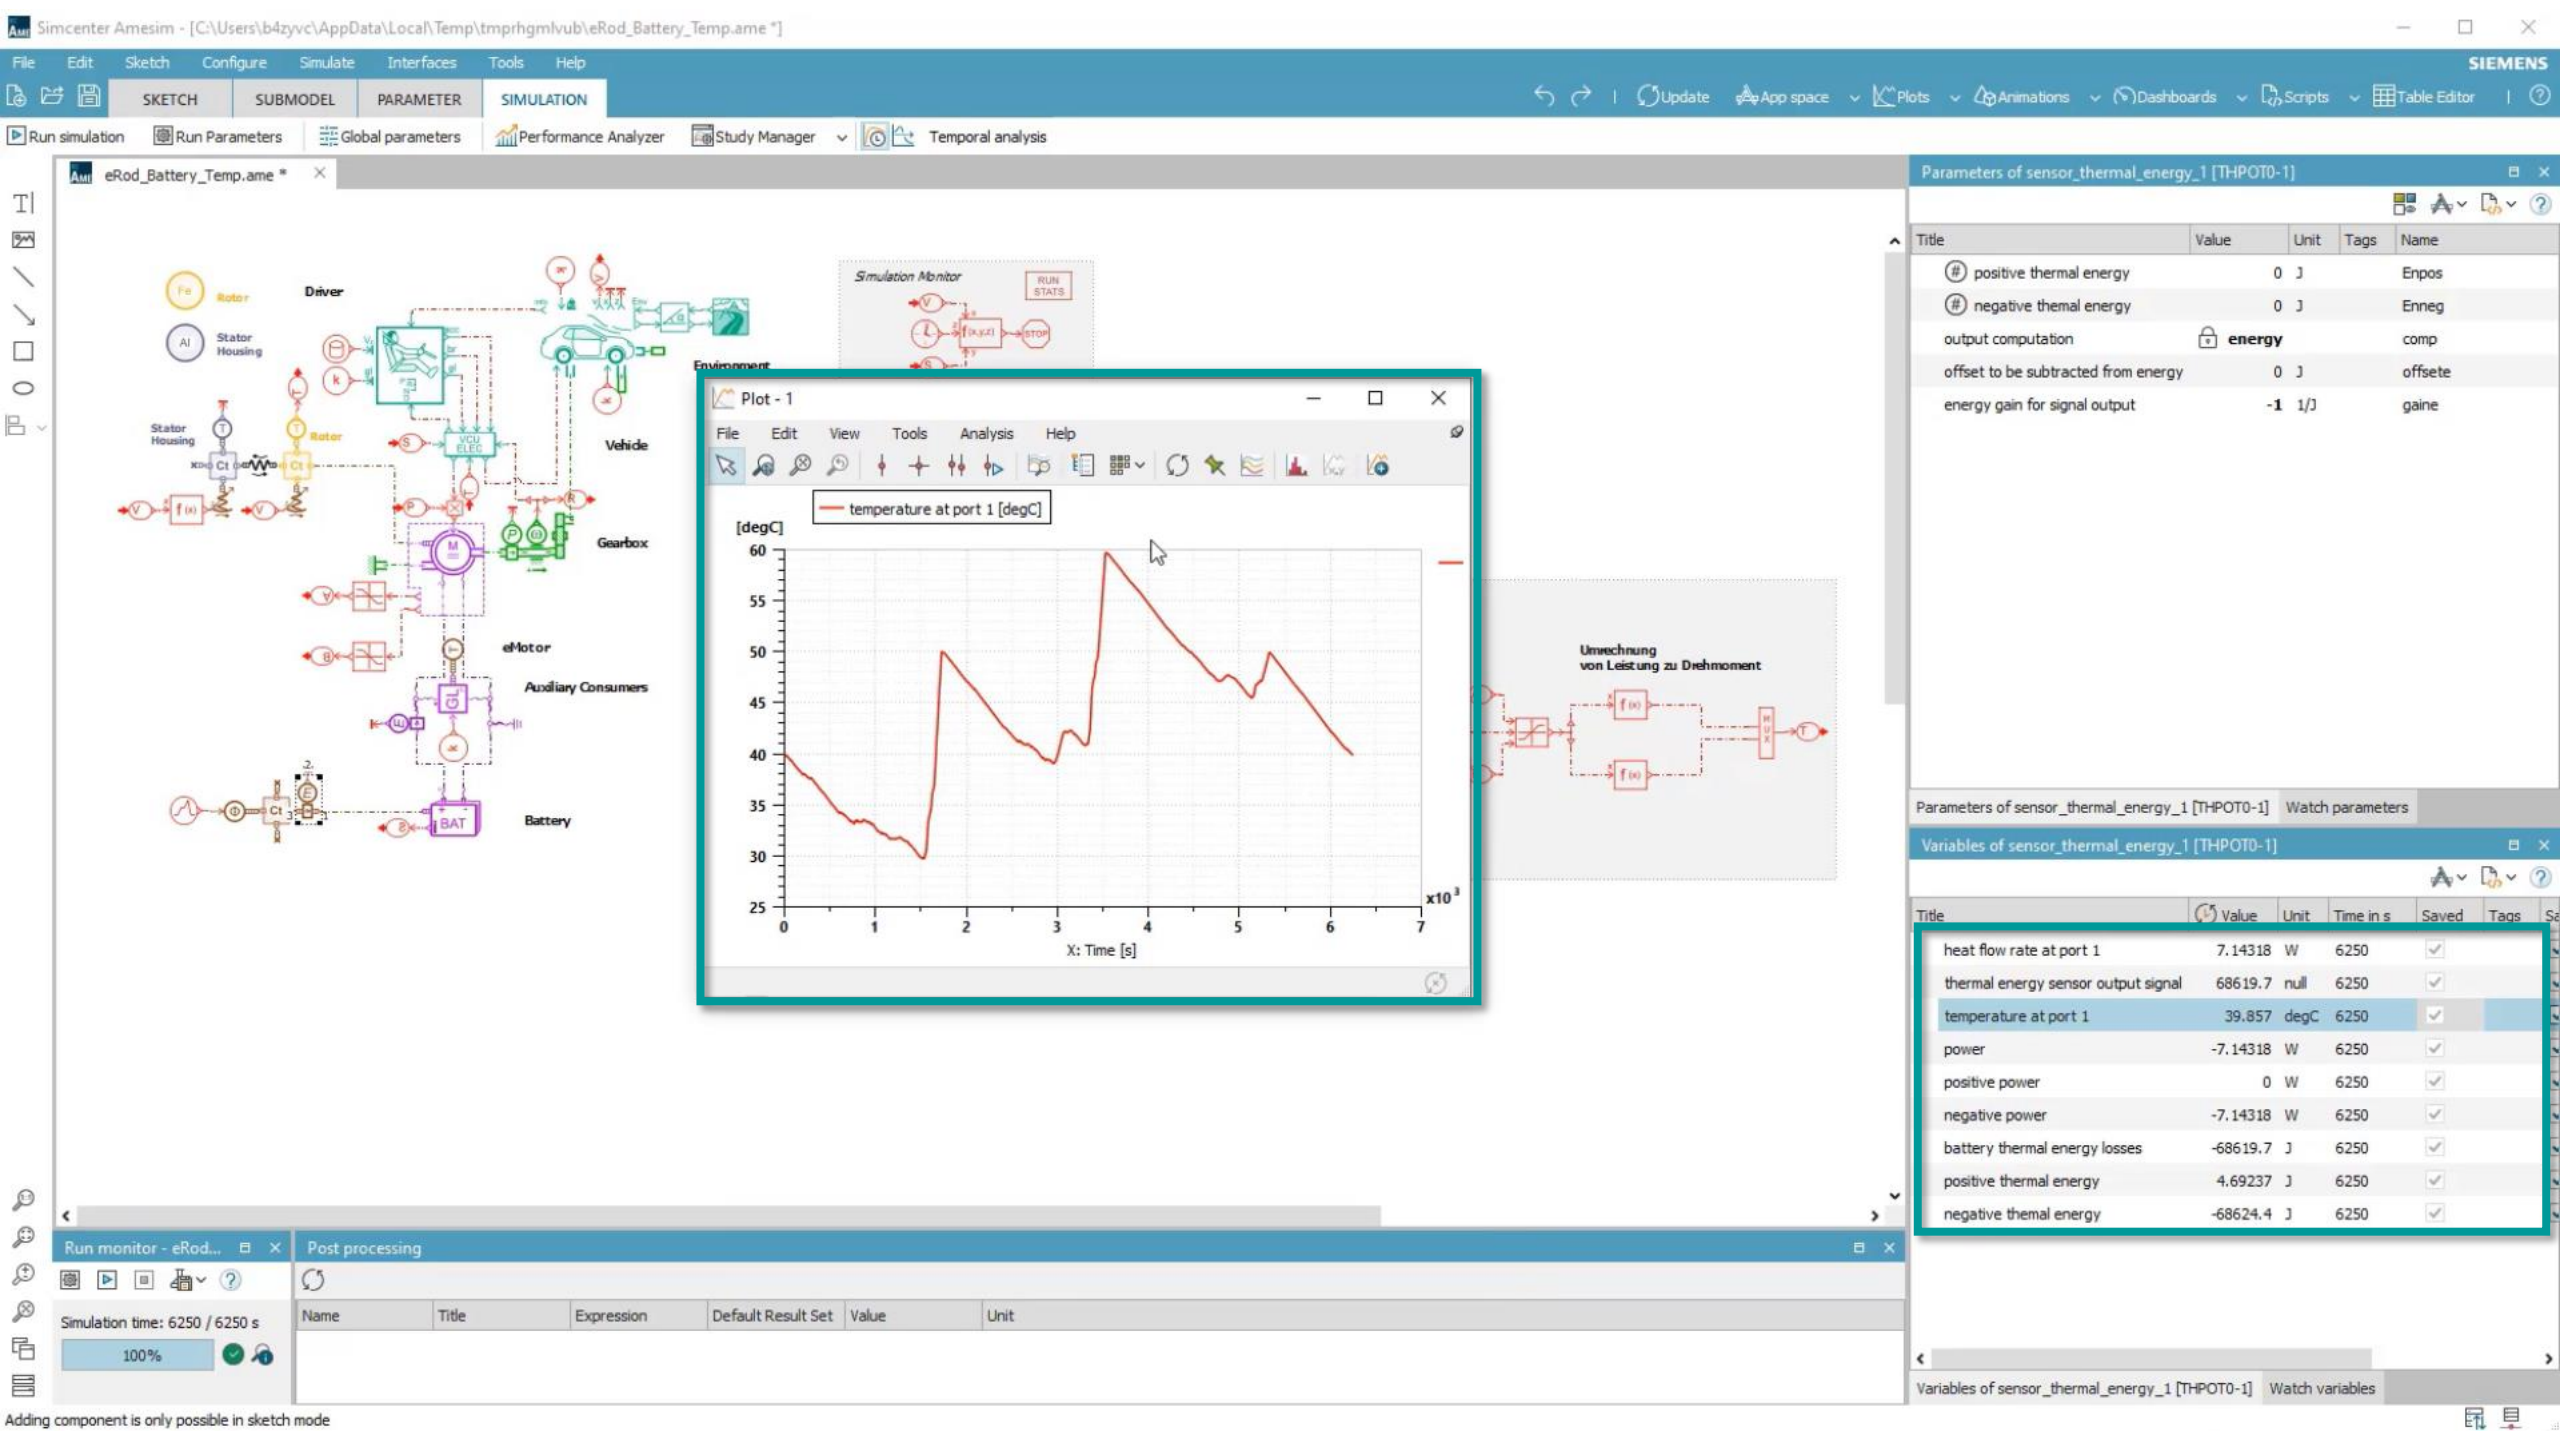 Simcenter Amesim - [C:\Users\b4zyvc\AppData\Local\Temp\tmprhgmlvub\eRod_Battery_Temp.ame *]
File Edit Sketch Configure Simulate Interfaces Tools Help
SIEMENS
SKETCH SUBMODEL PARAMETER SIMULATION
Update App space Plots Animations Dashboards Scripts Table Editor
Run simulation Run Parameters Global parameters Performance Analyzer Study Manager Temporal analysis
eRod_Battery_Temp.ame *
Fe Rotor
Al Stator
Housing
Driver
Simulation Monitor
RUN
STATS
f(x,y,z)
STOP
Environment
Stator
Housing
Rotor
VCU
ELEC
Vehicle
Gearbox
eMotor
Auxiliary Consumers
BAT
Battery
Umrechnung
von Leistung zu Drehmoment
f(x)
f(x)
MUX
Plot - 1
File Edit View Tools Analysis Help
temperature at port 1 [degC]
[degC]
60
55
50
45
40
35
30
25
x10³
0 1 2 3 4 5 6 7
X: Time [s]
Parameters of sensor_thermal_energy_1 [THPOT0-1]
Title Value Unit Tags Name
positive thermal energy 0 J Enpos
negative themal energy 0 J Enneg
output computation energy comp
offset to be subtracted from energy 0 J offsete
energy gain for signal output -1 1/J gaine
Parameters of sensor_thermal_energy_1 [THPOT0-1] Watch parameters
Variables of sensor_thermal_energy_1 [THPOT0-1]
Title Value Unit Time in s Saved Tags Sa
heat flow rate at port 1 7.14318 W 6250
thermal energy sensor output signal 68619.7 null 6250
temperature at port 1 39.857 degC 6250
power -7.14318 W 6250
positive power 0 W 6250
negative power -7.14318 W 6250
battery thermal energy losses -68619.7 J 6250
positive thermal energy 4.69237 J 6250
negative themal energy -68624.4 J 6250
Variables of sensor_thermal_energy_1 [THPOT0-1] Watch variables
Run monitor - eRod...
Simulation time: 6250 / 6250 s
100%
Post processing
Name Title Expression Default Result Set Value Unit
Adding component is only possible in sketch mode